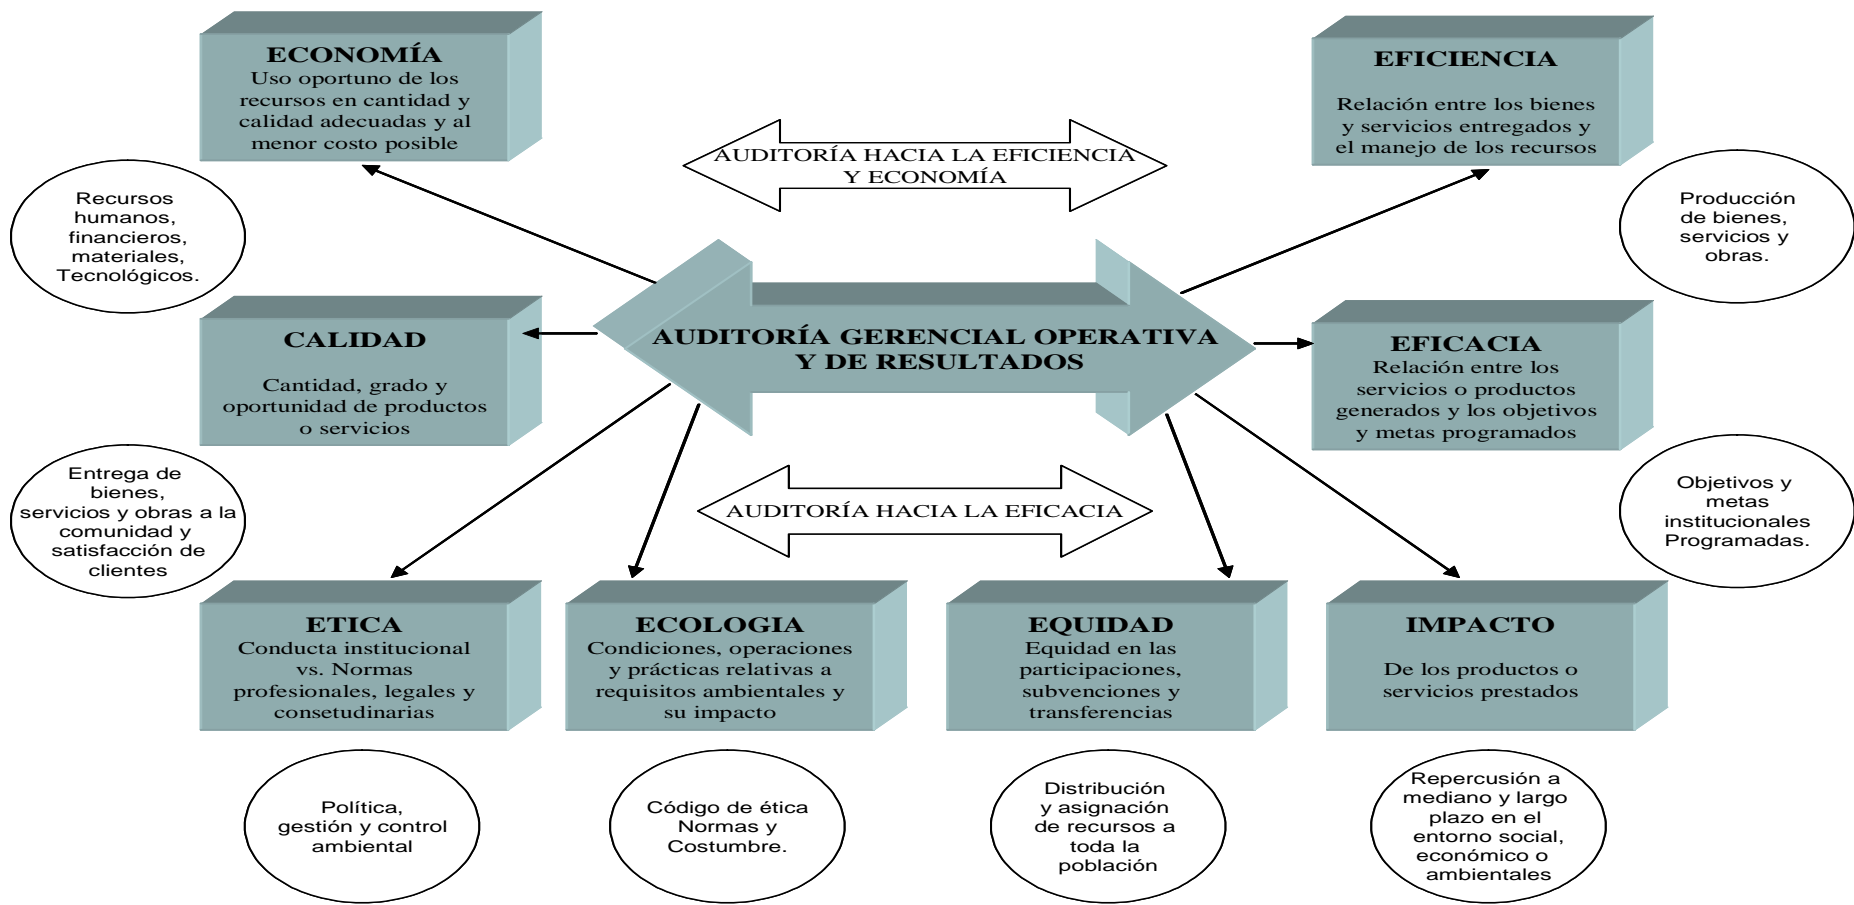 ECONOMÍA
Uso oportuno de los
recursos en cantidad y
calidad adecuadas y al
menor costo posible
EFICIENCIA
Relación entre los bienes
y servicios entregados y
el manejo de los recursos
AUDITORÍA HACIA LA EFICIENCIA
Y ECONOMÍA
Recursos
humanos,
financieros,
materiales,
Tecnológicos.
Producción
de bienes,
servicios y
obras.
CALIDAD
Cantidad, grado y
oportunidad de productos
o servicios
AUDITORÍA GERENCIAL OPERATIVA
Y DE RESULTADOS
EFICACIA
Relación entre los
servicios o productos
generados y los objetivos
y metas programados
Entrega de
bienes,
servicios y obras a la
comunidad y
satisfacción de
clientes
AUDITORÍA HACIA LA EFICACIA
Objetivos y
metas
institucionales
Programadas.
ETICA
Conducta institucional
vs. Normas
profesionales, legales y
consetudinarias
ECOLOGIA
Condiciones, operaciones
y prácticas relativas a
requisitos ambientales y
su impacto
EQUIDAD
Equidad en las
participaciones,
subvenciones y
transferencias
IMPACTO
De los productos o
servicios prestados
Política,
gestión y control
ambiental
Código de ética
Normas y
Costumbre.
Distribución
y asignación
de recursos a
toda la
población
Repercusión a
mediano y largo
plazo en el
entorno social,
económico o
ambientales